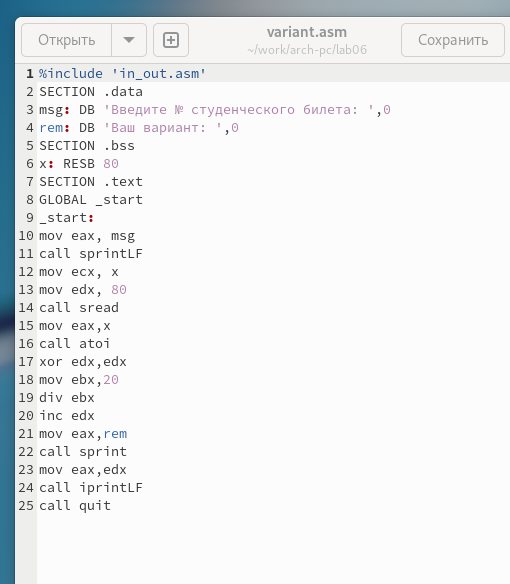 Открыть
variant.asm
~/work/arch-pc/lab06
Сохранить
1 %include 'in_out.asm'
2 SECTION .data
3 msg: DB 'Введите № студенческого билета: ',0
4 rem: DB 'Ваш вариант: ',0
5 SECTION .bss
6 x: RESB 80
7 SECTION .text
8 GLOBAL _start
9 _start:
10 mov eax, msg
11 call sprintLF
12 mov ecx, x
13 mov edx, 80
14 call sread
15 mov eax,x
16 call atoi
17 xor edx,edx
18 mov ebx,20
19 div ebx
20 inc edx
21 mov eax,rem
22 call sprint
23 mov eax,edx
24 call iprintLF
25 call quit